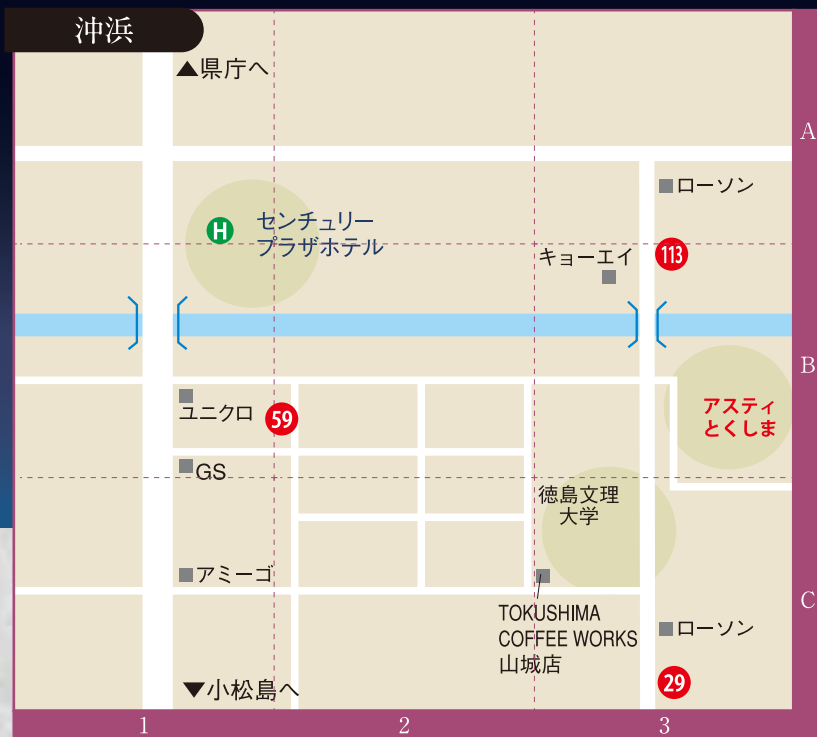 沖浜
▲県庁へ
A
ローソン
H
センチュリー
プラザホテル
キョーエイ
113
B
ユニクロ
59
アスティ
とくしま
GS
徳島文理
大学
アミーゴ
C
TOKUSHIMA
COFFEE WORKS
山城店
ローソン
▼小松島へ
29
1
2
3